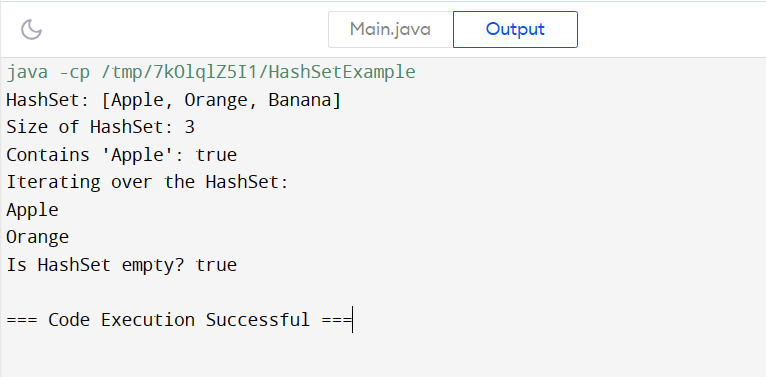 Main.java Output
java -cp /tmp/7kOlqlZ5I1/HashSetExample
HashSet: [Apple, Orange, Banana]
Size of HashSet: 3
Contains 'Apple': true
Iterating over the HashSet:
Apple
Orange
Is HashSet empty? true
=== Code Execution Successful ===